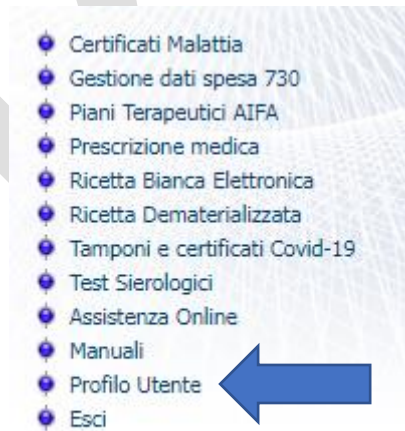 Certificati Malattia
Gestione dati spesa 730
Piani Terapeutici AIFA
Prescrizione medica
Ricetta Bianca Elettronica
Ricetta Dematerializzata
Tamponi e certificati Covid-19
Test Sierologici
Assistenza Online
Manuali
Profilo Utente
Esci